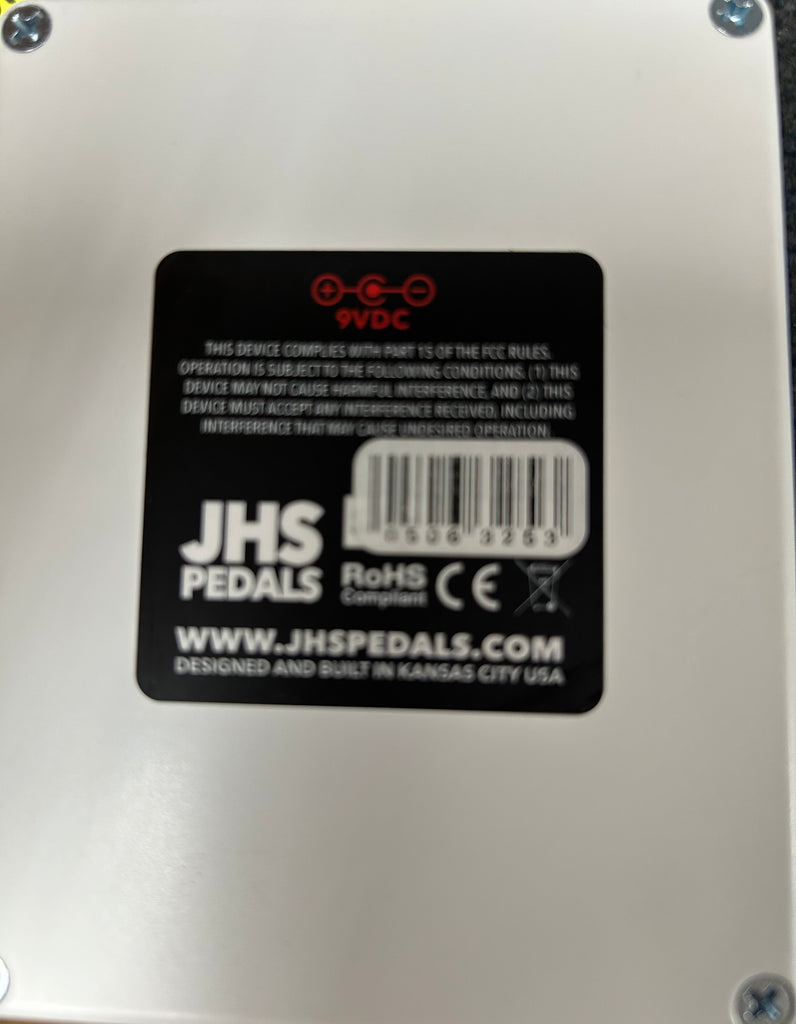 9VDC
THIS DEVICE COMPLIES WITH PART 15 OF THE FCC RULES.
OPERATION IS SUBJECT TO THE FOLLOWING CONDITIONS, (1) THIS
DEVICE MAY NOT CAUSE HARMFUL INTERFERENCE, AND (2) THIS
DEVICE MUST ACCEPT ANY INTERFERENCE RECEIVED, INCLUDING
INTERFERENCE THAT MAY CAUSE UNDESIRED OPERATION.
0506 3253
JHS
PEDALS
RoHS
Compliant
CE
WWW.JHSPEDALS.COM
DESIGNED AND BUILT IN KANSAS CITY USA